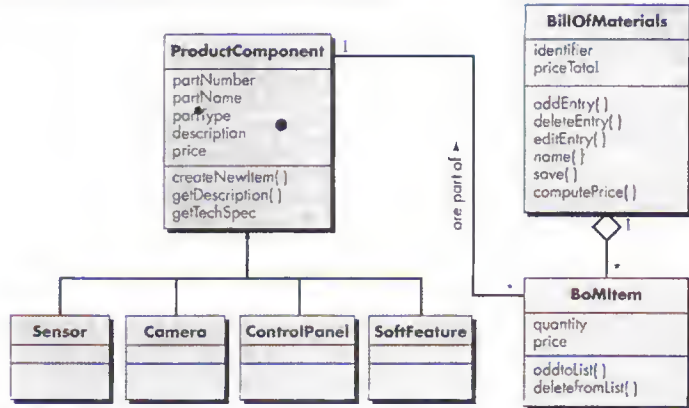 ProductComponent
partNumber
partName
partType
description
price
createNewItem()
getDescription()
getTechSpec
1
are part of
*
BillOfMaterials
identifier
priceTotal
addEntry()
deleteEntry()
editEntry()
name()
save()
computePrice()
1
*
BoMItem
quantity
price
addtoList()
deletefromList()
Sensor
Camera
ControlPanel
SoftFeature